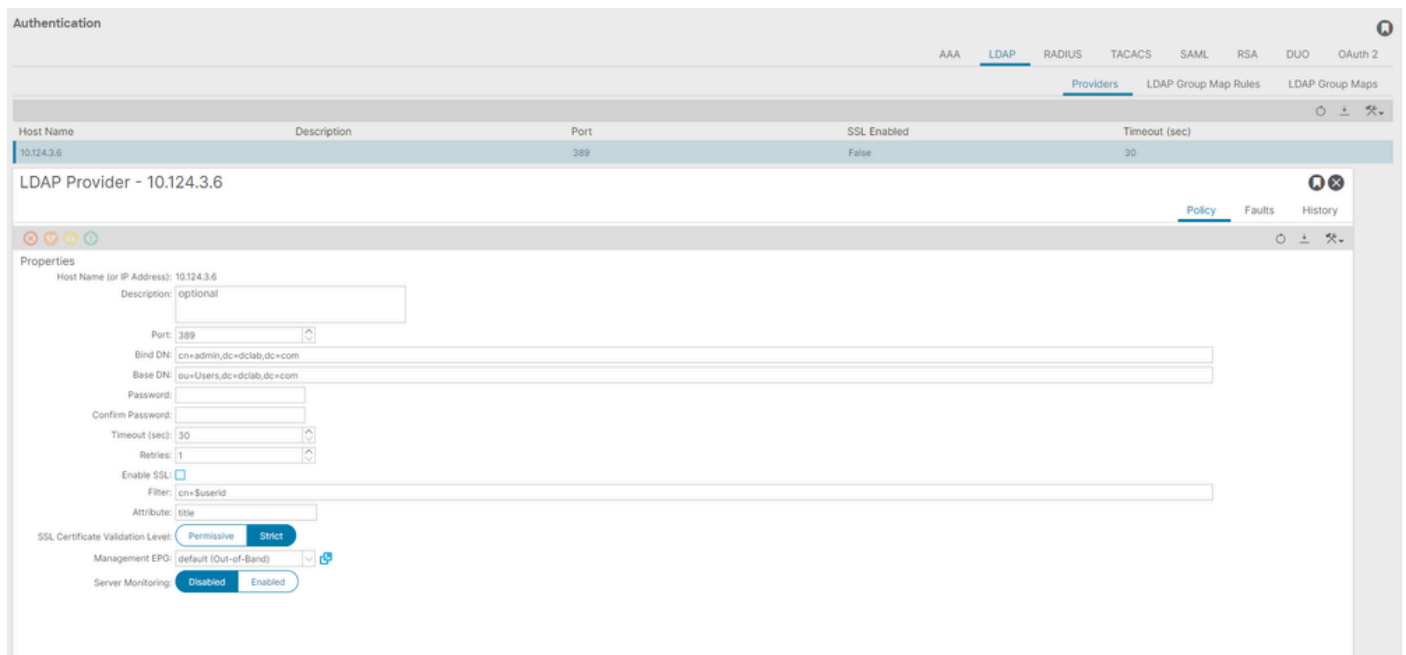 Authentication
AAA LDAP RADIUS TACACS SAML RSA DUO OAuth 2
Providers LDAP Group Map Rules LDAP Group Maps
Host Name Description Port SSL Enabled Timeout (sec)
10.124.3.6 389 False 30
LDAP Provider - 10.124.3.6
Policy Faults History
Properties
Host Name (or IP Address): 10.124.3.6
Description: optional
Port: 389
Bind DN: cn=admin,dc=dclab,dc=com
Base DN: ou=Users,dc=dclab,dc=com
Password:
Confirm Password:
Timeout (sec): 30
Retries: 1
Enable SSL:
Filter: cn=$userid
Attribute: title
SSL Certificate Validation Level: Permissive Strict
Management EPG: default (Out-of-Band)
Server Monitoring: Disabled Enabled